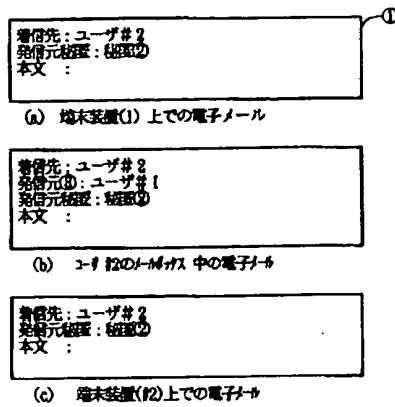 ①
着信先：ユーザ＃2
発信元秘匿：秘匿②
本文　：
(a) 端末装置(1)上での電子メール
着信先：ユーザ＃2
発信元③：ユーザ＃1
発信元秘匿：秘匿②
本文　：
(b) ユーザ#2のメールボックス中の電子メール
着信先：ユーザ＃2
発信元秘匿：秘匿②
本文　：
(c) 端末装置(#2)上での電子メール